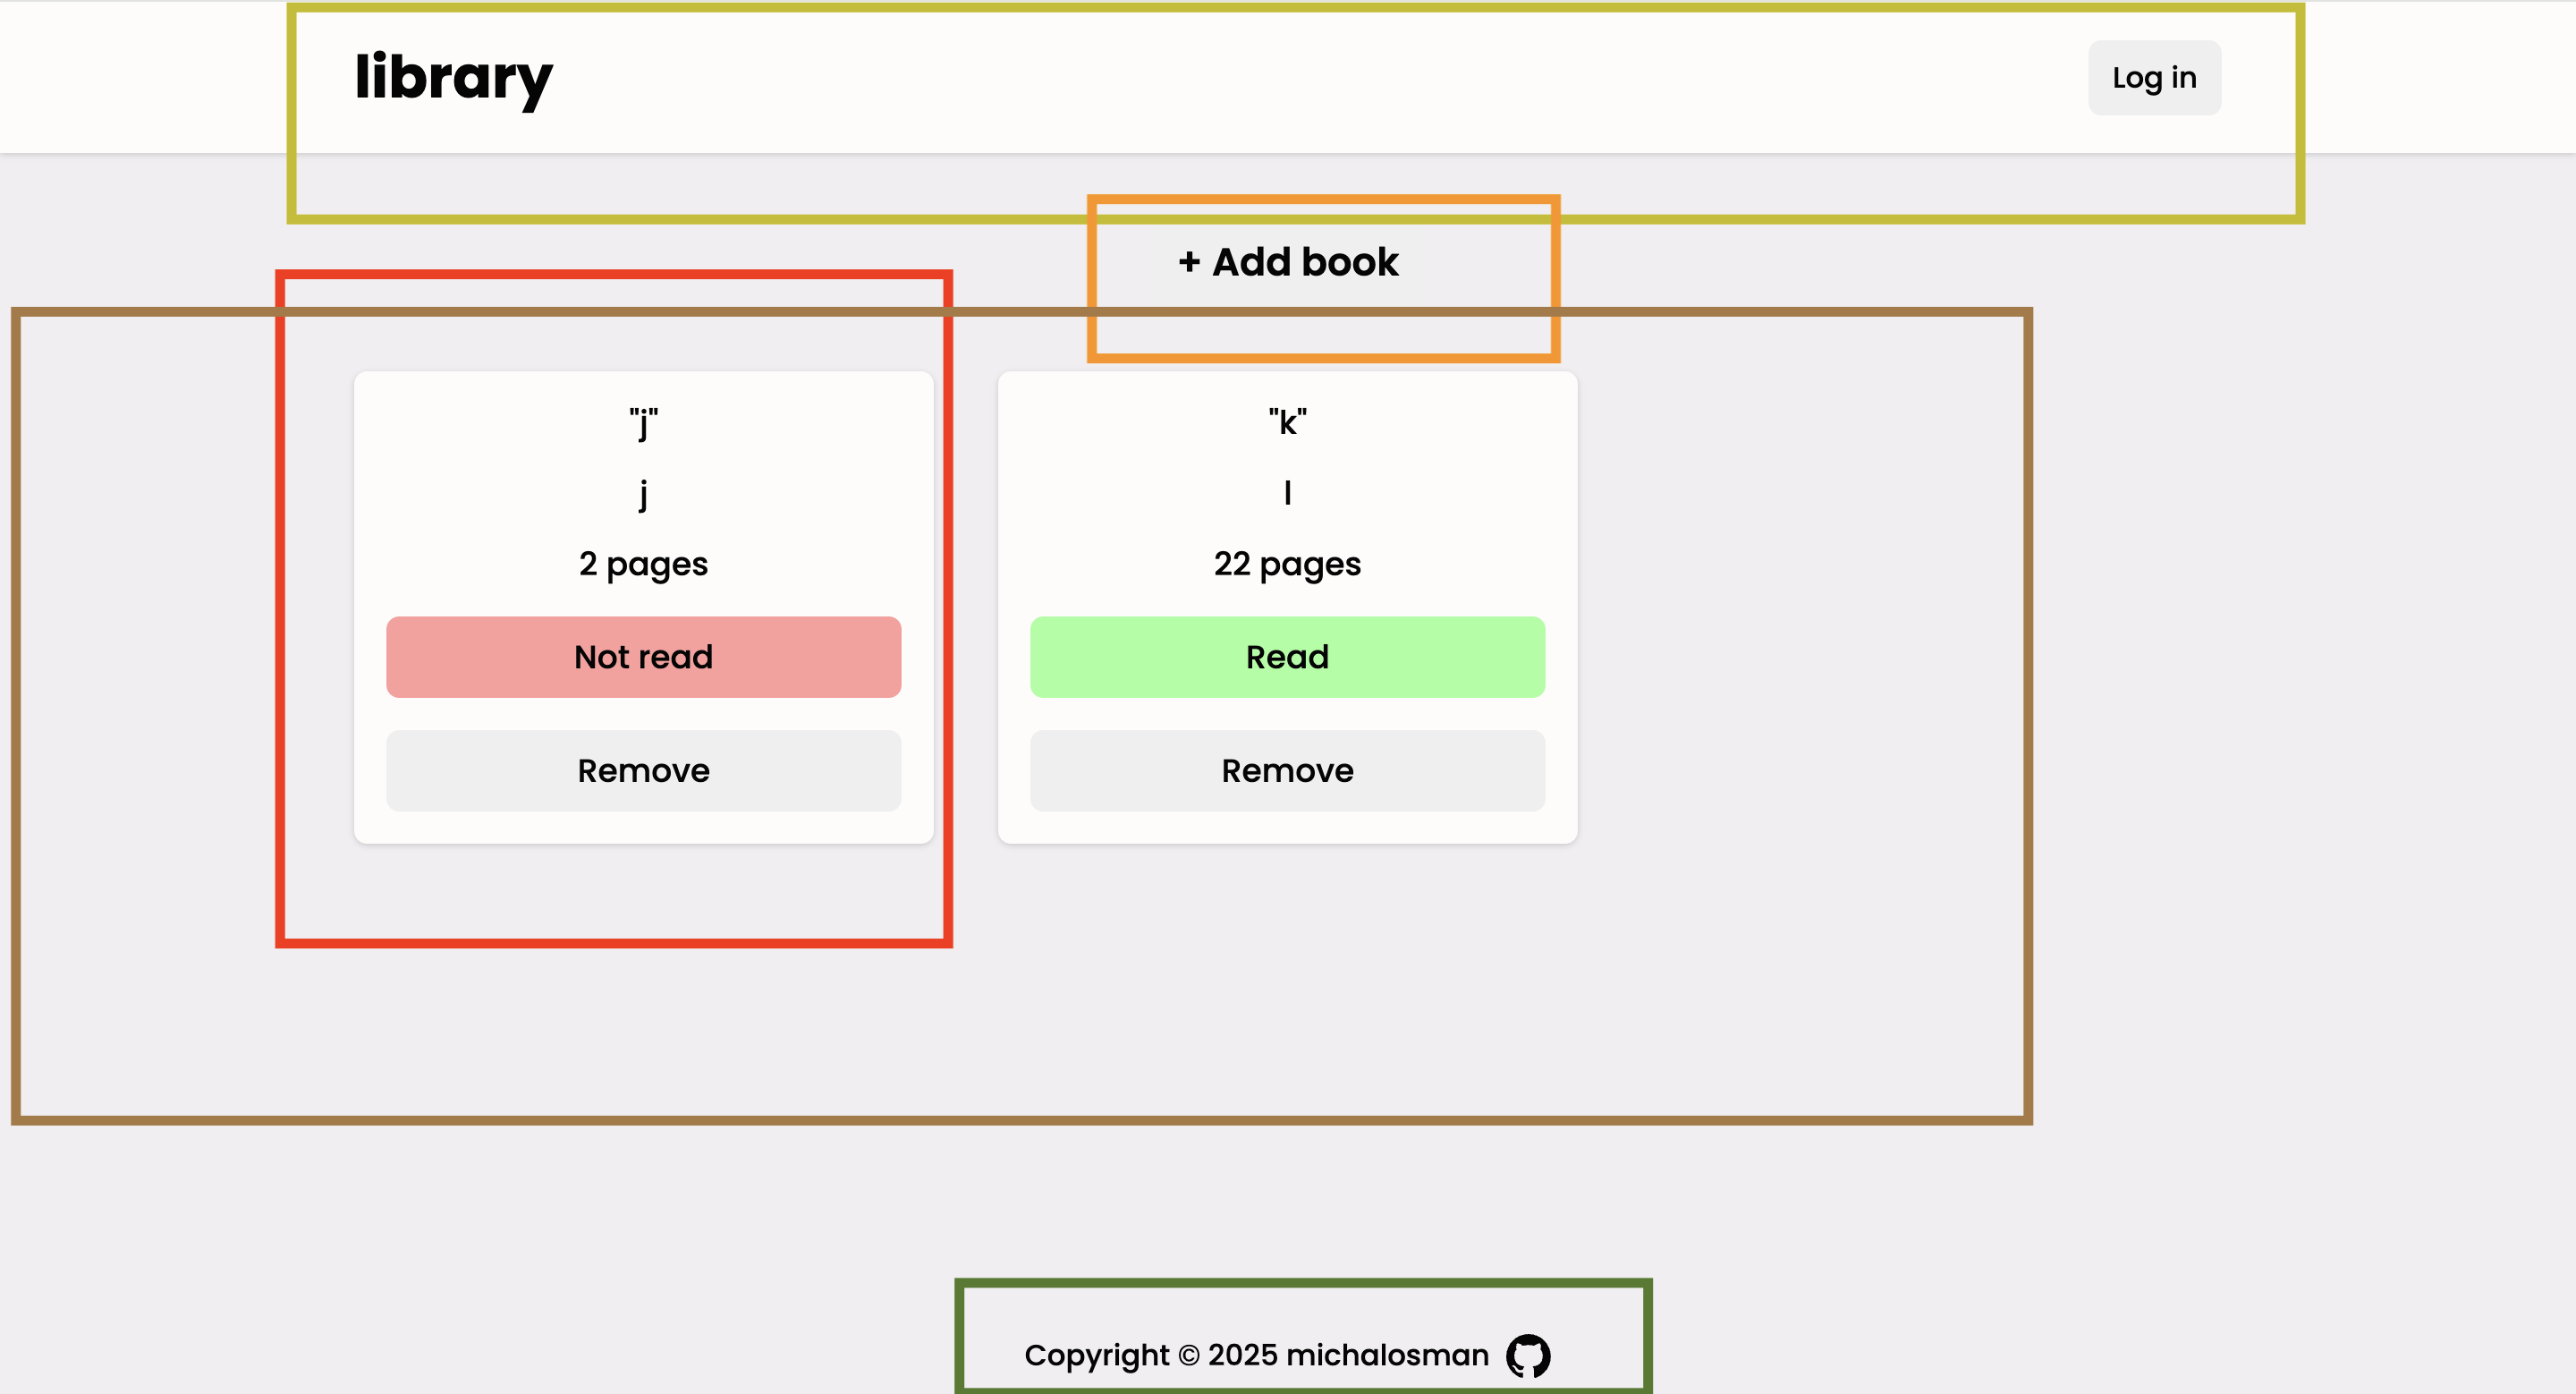 library
Log in
+ Add book
"j"
j
2 pages
Not read
Remove
"k"
l
22 pages
Read
Remove
Copyright © 2025 michalosman